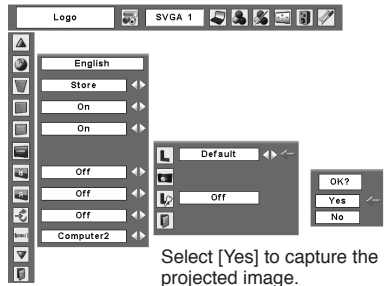 Logo
SVGA 1
English
Store
On
On
Off
Off
Off
Computer2
Default
Off
OK?
Yes
No
Select [Yes] to capture the
projected image.